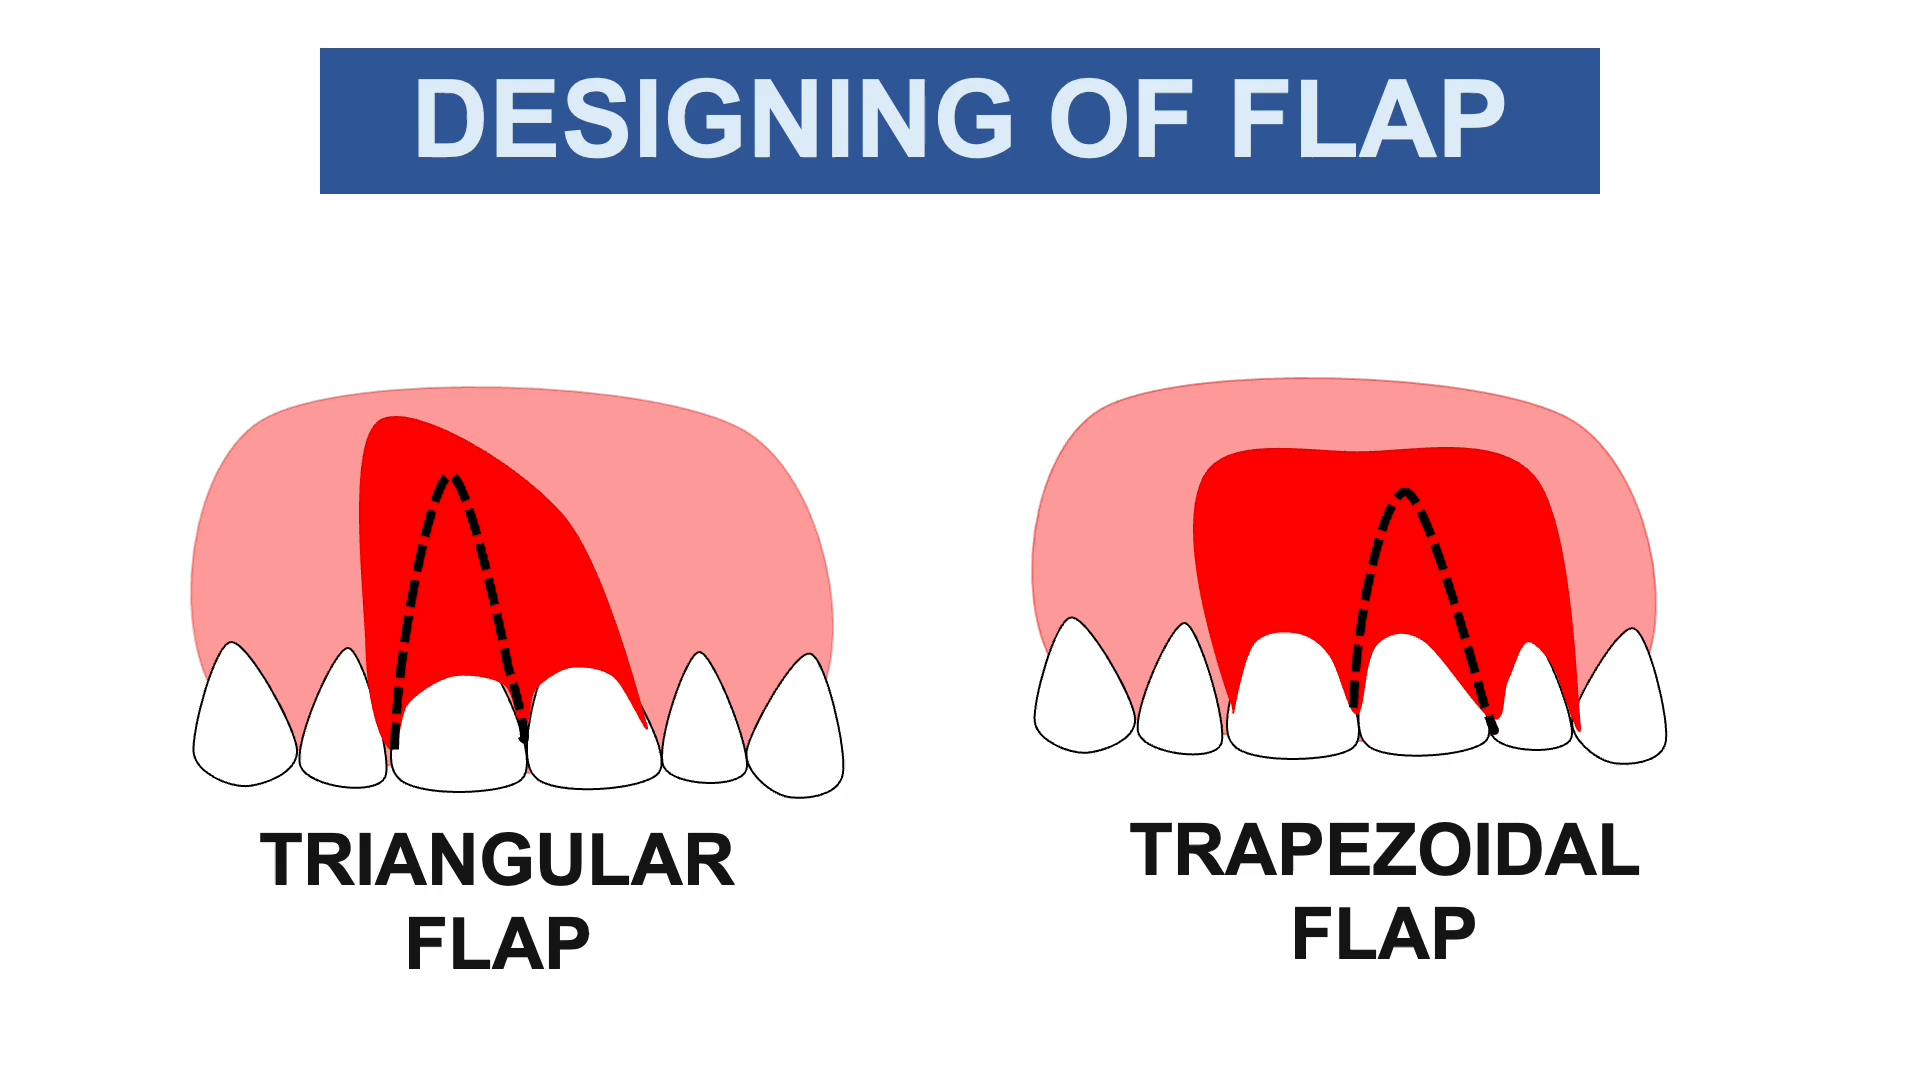 DESIGNING OF FLAP
TRIANGULAR
FLAP
TRAPEZOIDAL
FLAP